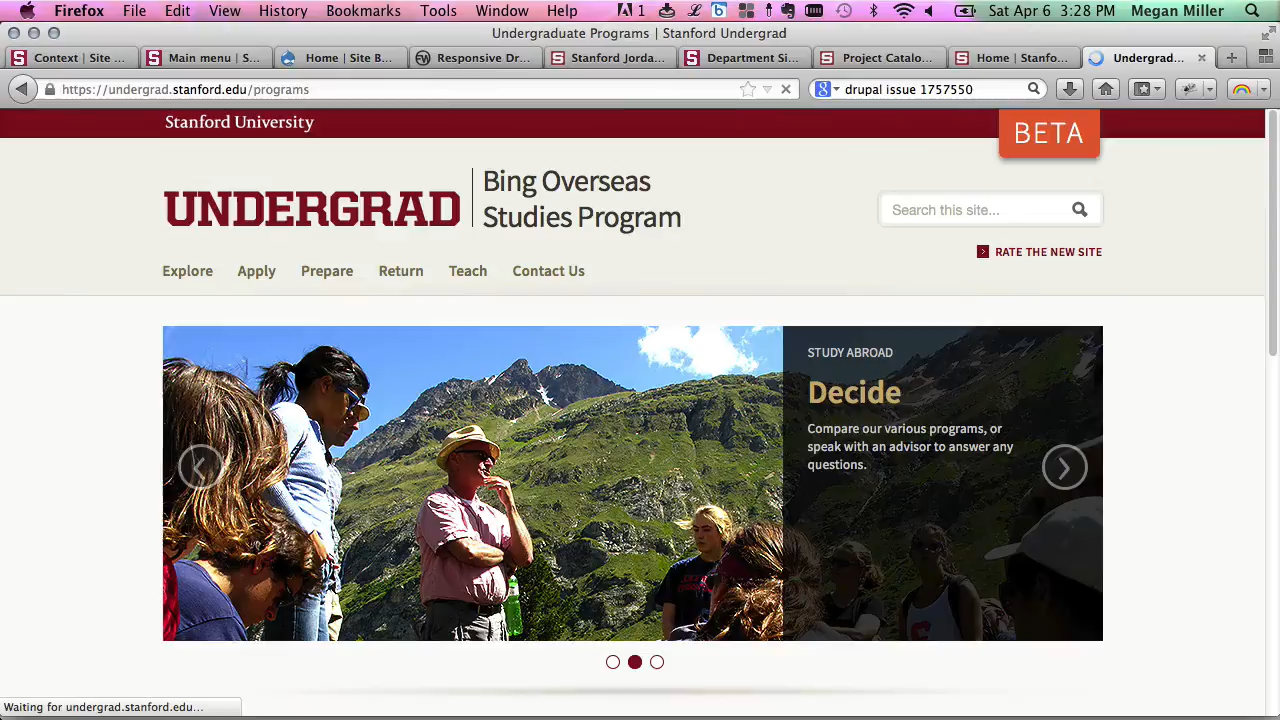 Firefox File Edit View History Bookmarks Tools Window Help 1 Sat Apr 6 3:28 PM Megan Miller
Undergraduate Programs | Stanford Undergrad
Context | Site ... Main menu | S... Home | Site B... Responsive Dr... Stanford Jorda... Department Si... Project Catalo... Home | Stanfo... Undergrad...
https://undergrad.stanford.edu/programs drupal issue 1757550
Stanford University
BETA
UNDERGRAD Bing Overseas
Studies Program
Search this site...
RATE THE NEW SITE
Explore Apply Prepare Return Teach Contact Us
STUDY ABROAD
Decide
Compare our various programs, or
speak with an advisor to answer any
questions.
Waiting for undergrad.stanford.edu...